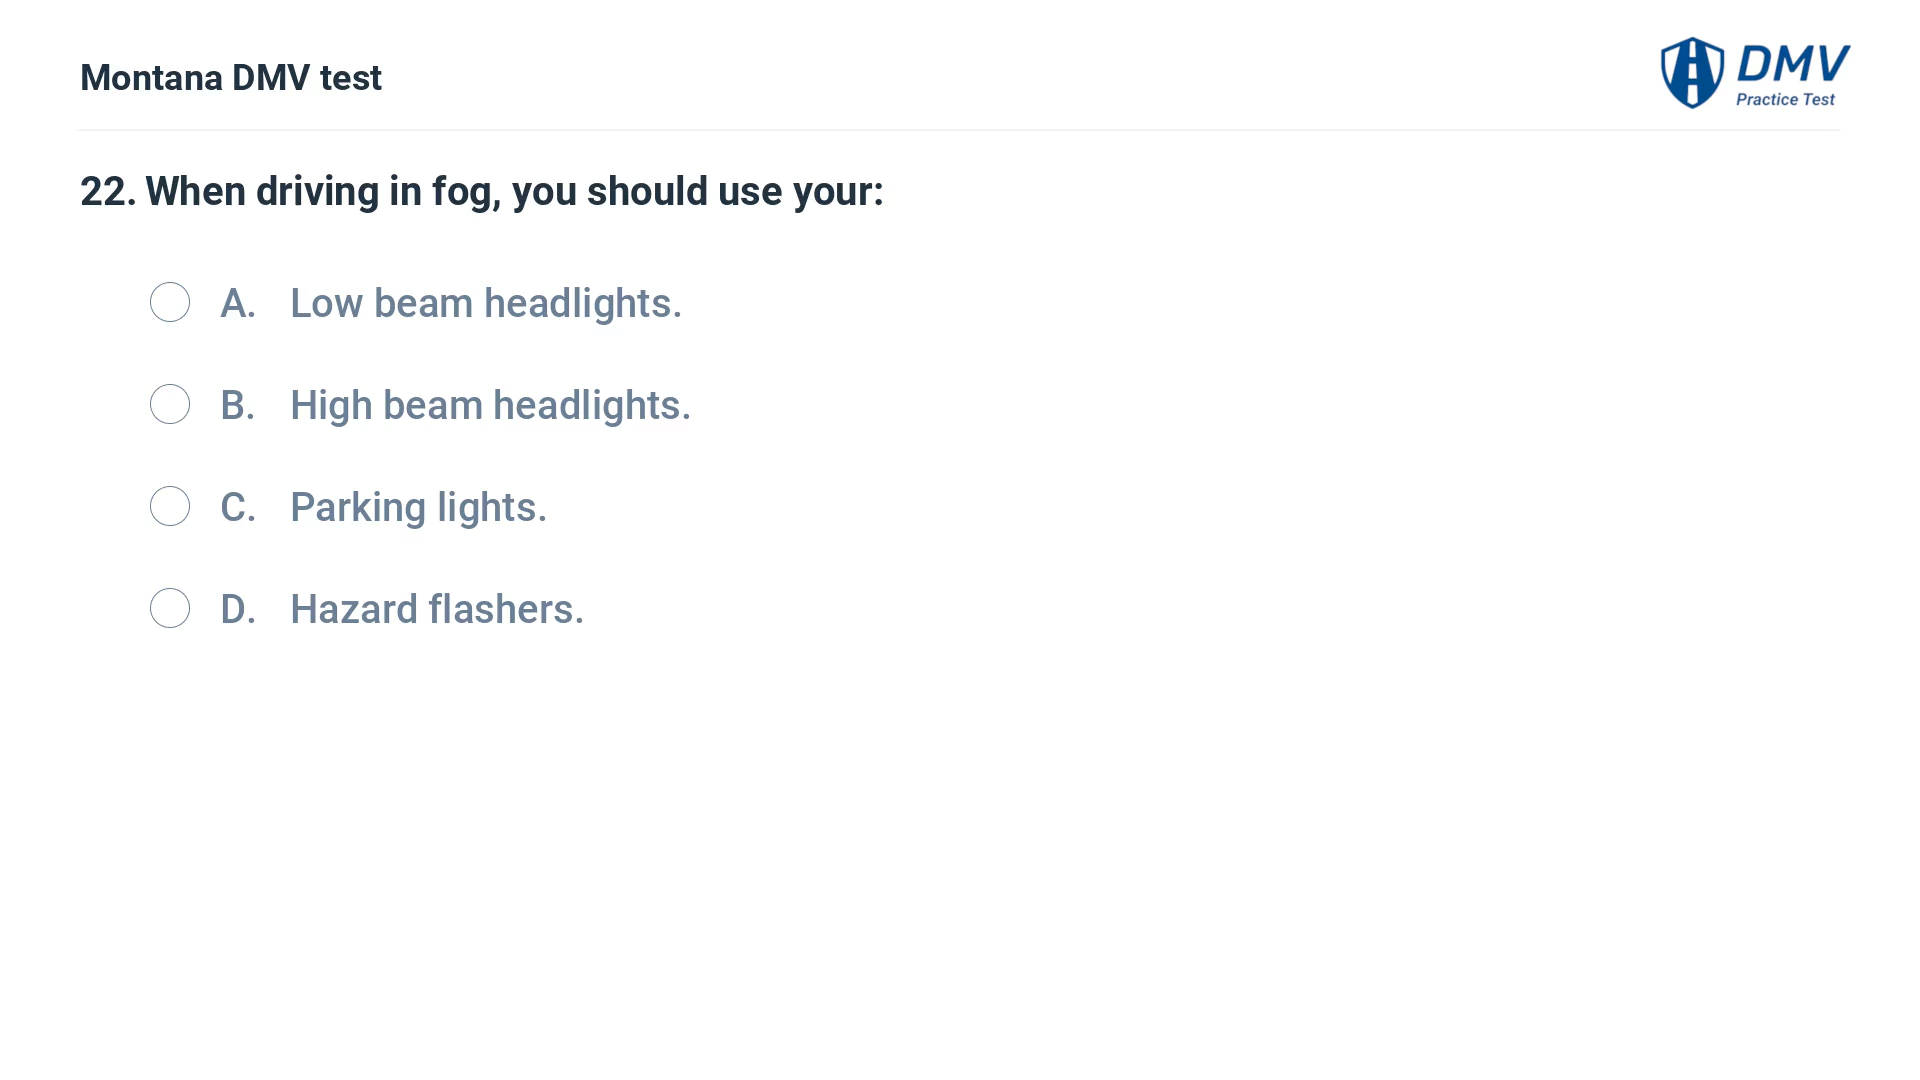 Montana DMV test
DMV
Practice Test
22. When driving in fog, you should use your:
A. Low beam headlights.
B. High beam headlights.
C. Parking lights.
D. Hazard flashers.